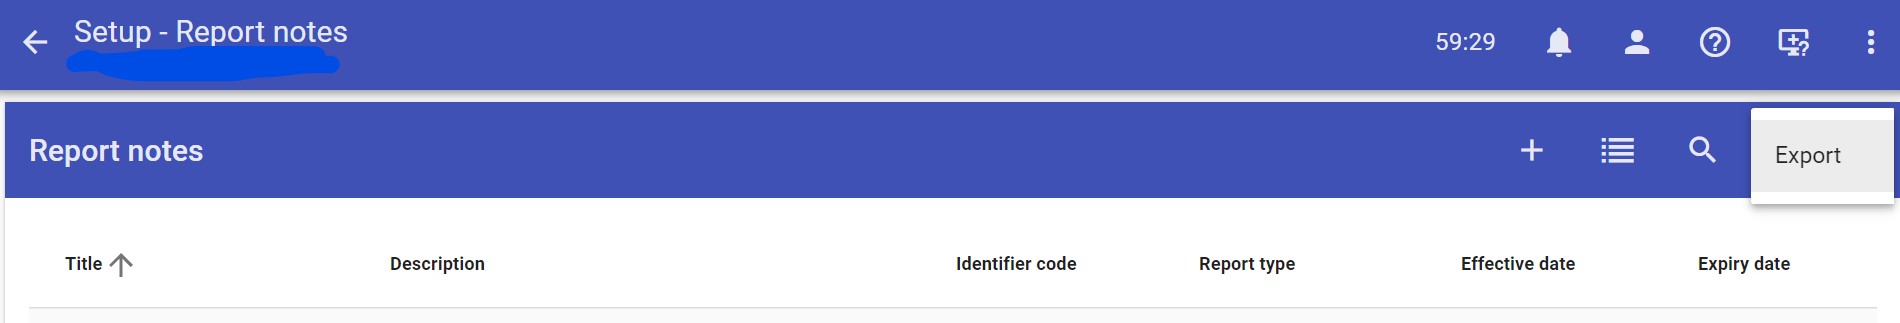 Setup - Report notes
59:29
Report notes
Export
Title Description Identifier code Report type Effective date Expiry date